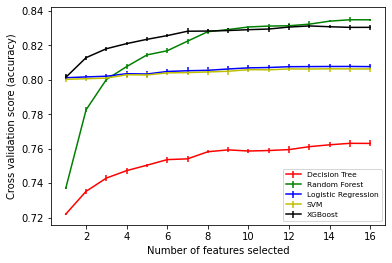 0.84
0.82
0.80
0.78
0.76
0.74
0.72
Cross validation score (accuracy)
Decision Tree
Random Forest
Logistic Regression
SVM
XGBoost
2 4 6 8 10 12 14 16
Number of features selected